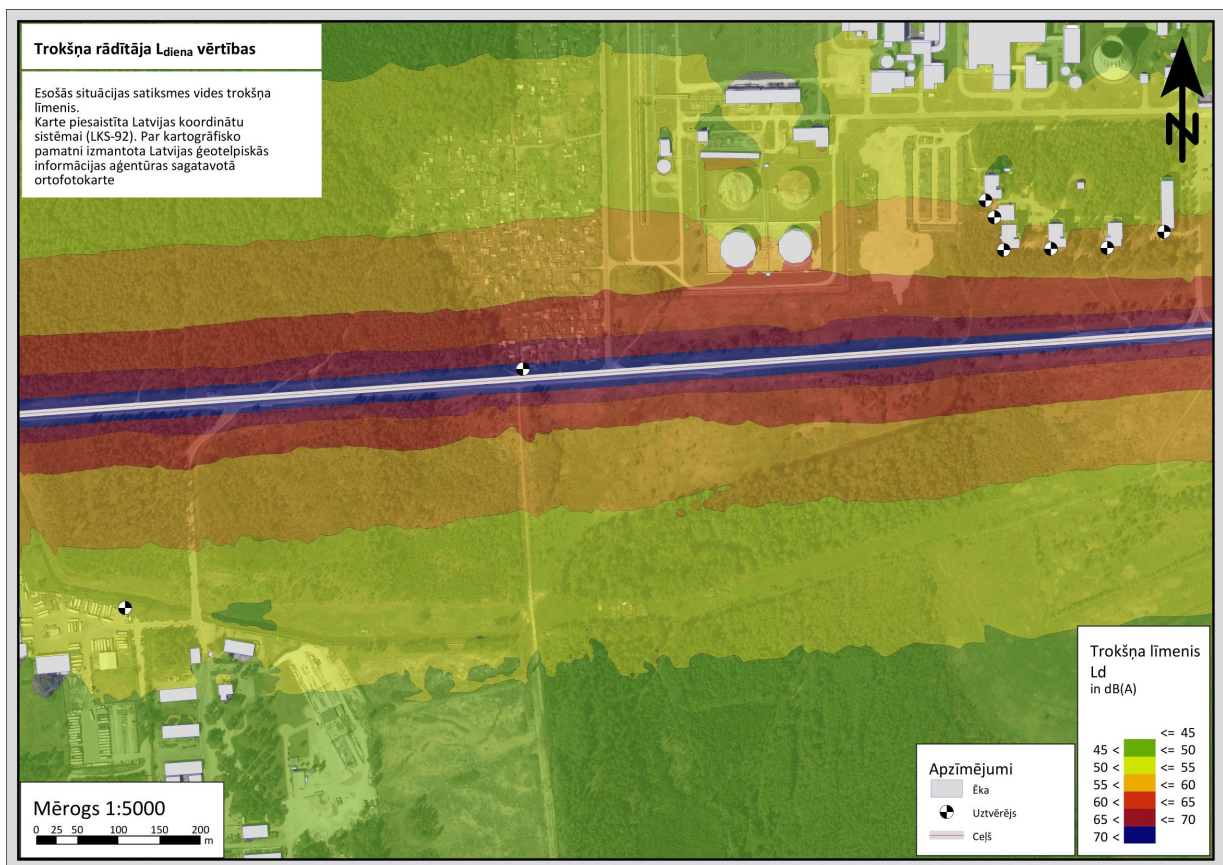 Trokšņa rādītāja Ldiena vērtības
Esošās situācijas satiksmes vides trokšņa
līmenis.
Karte piesaistīta Latvijas koordinātu
sistēmai (LKS-92). Par kartogrāfisko
pamatni izmantota Latvijas ģeotelpiskās
informācijas aģentūras sagatavotā
ortofotokarte
N
Mērogs 1:5000
0 25 50 100 150 200
m
Apzīmējumi
Ēka
Uztvērējs
Ceļš
Trokšņa līmenis
Ld
in dB(A)
<= 45
45 < <= 50
50 < <= 55
55 < <= 60
60 < <= 65
65 < <= 70
70 <